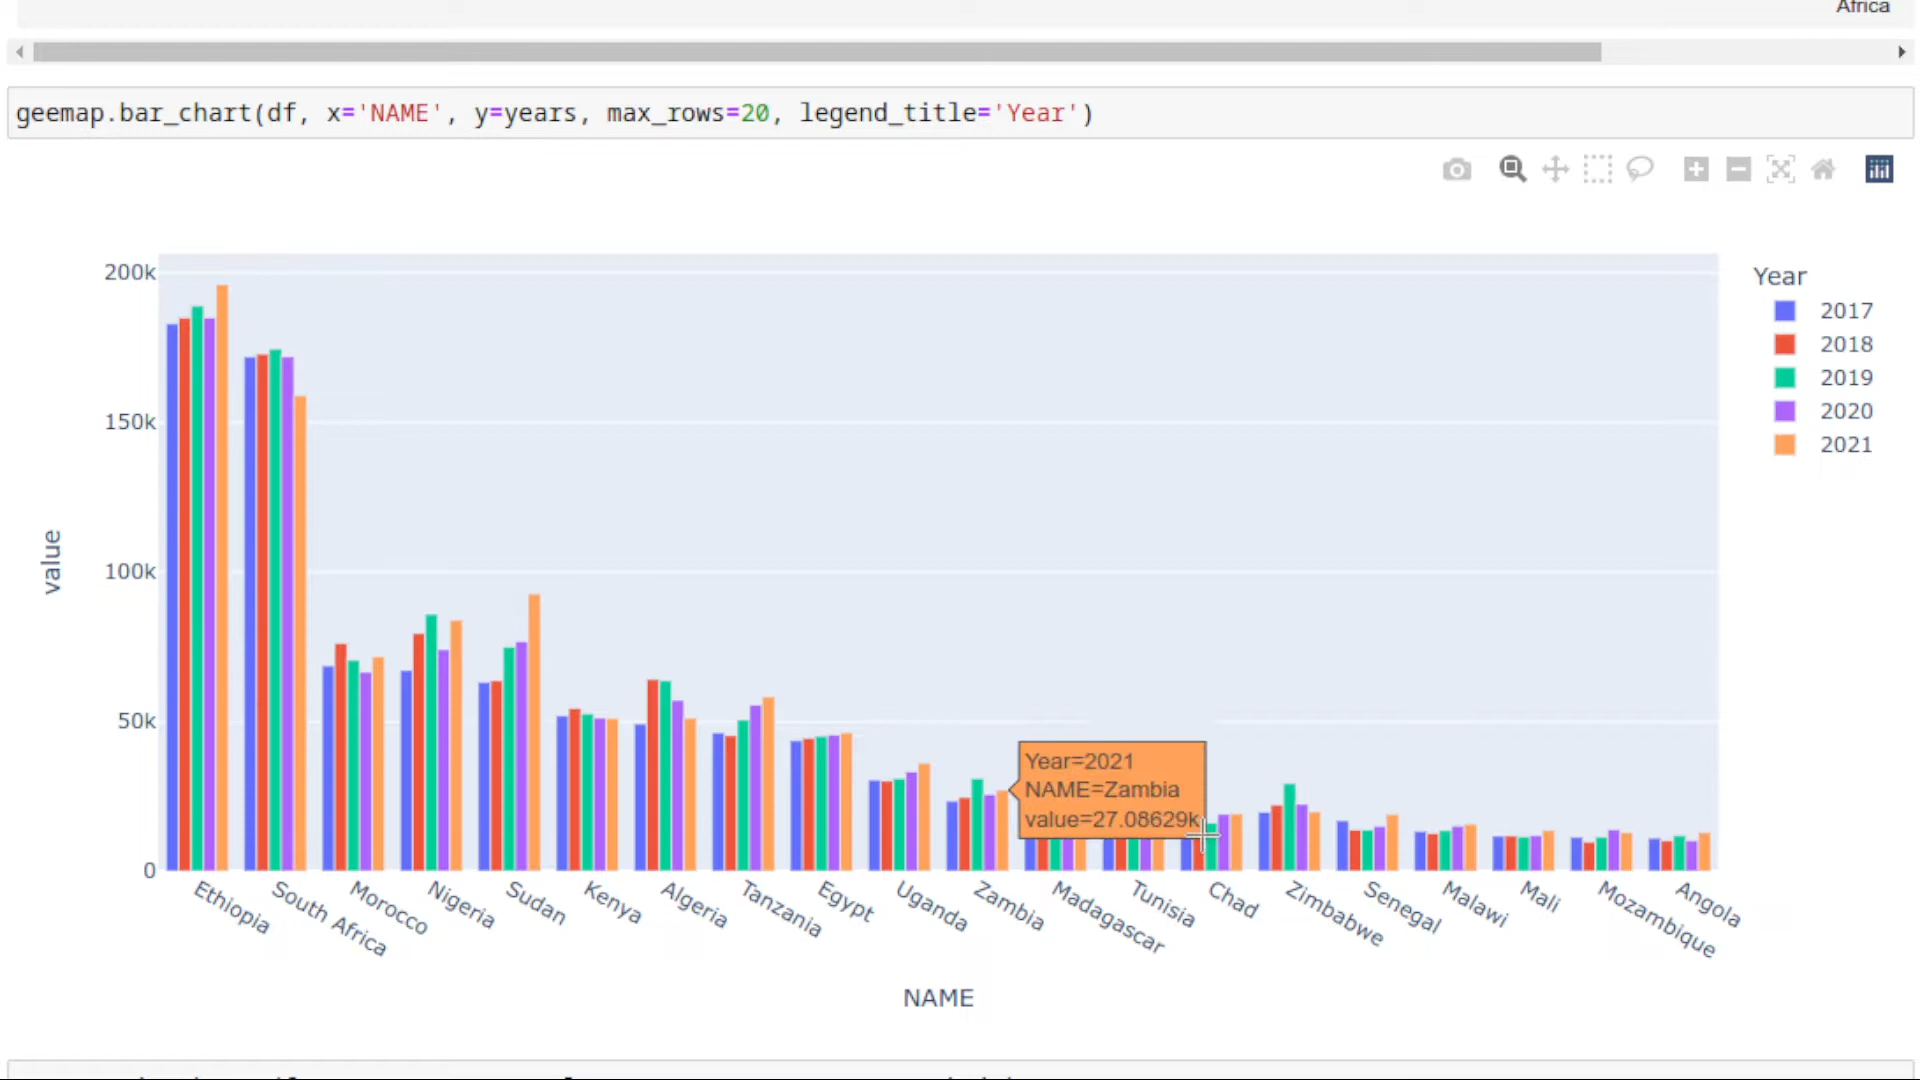 Africa
geemap.bar_chart(df, x='NAME', y=years, max_rows=20, legend_title='Year')
Year
2017
2018
2019
2020
2021
200k
150k
100k
50k
0
value
Year=2021
NAME=Zambia
value=27.08629k
Ethiopia
South Africa
Morocco
Nigeria
Sudan
Kenya
Algeria
Tanzania
Egypt
Uganda
Zambia
Madagascar
Tunisia
Chad
Zimbabwe
Senegal
Malawi
Mali
Mozambique
Angola
NAME